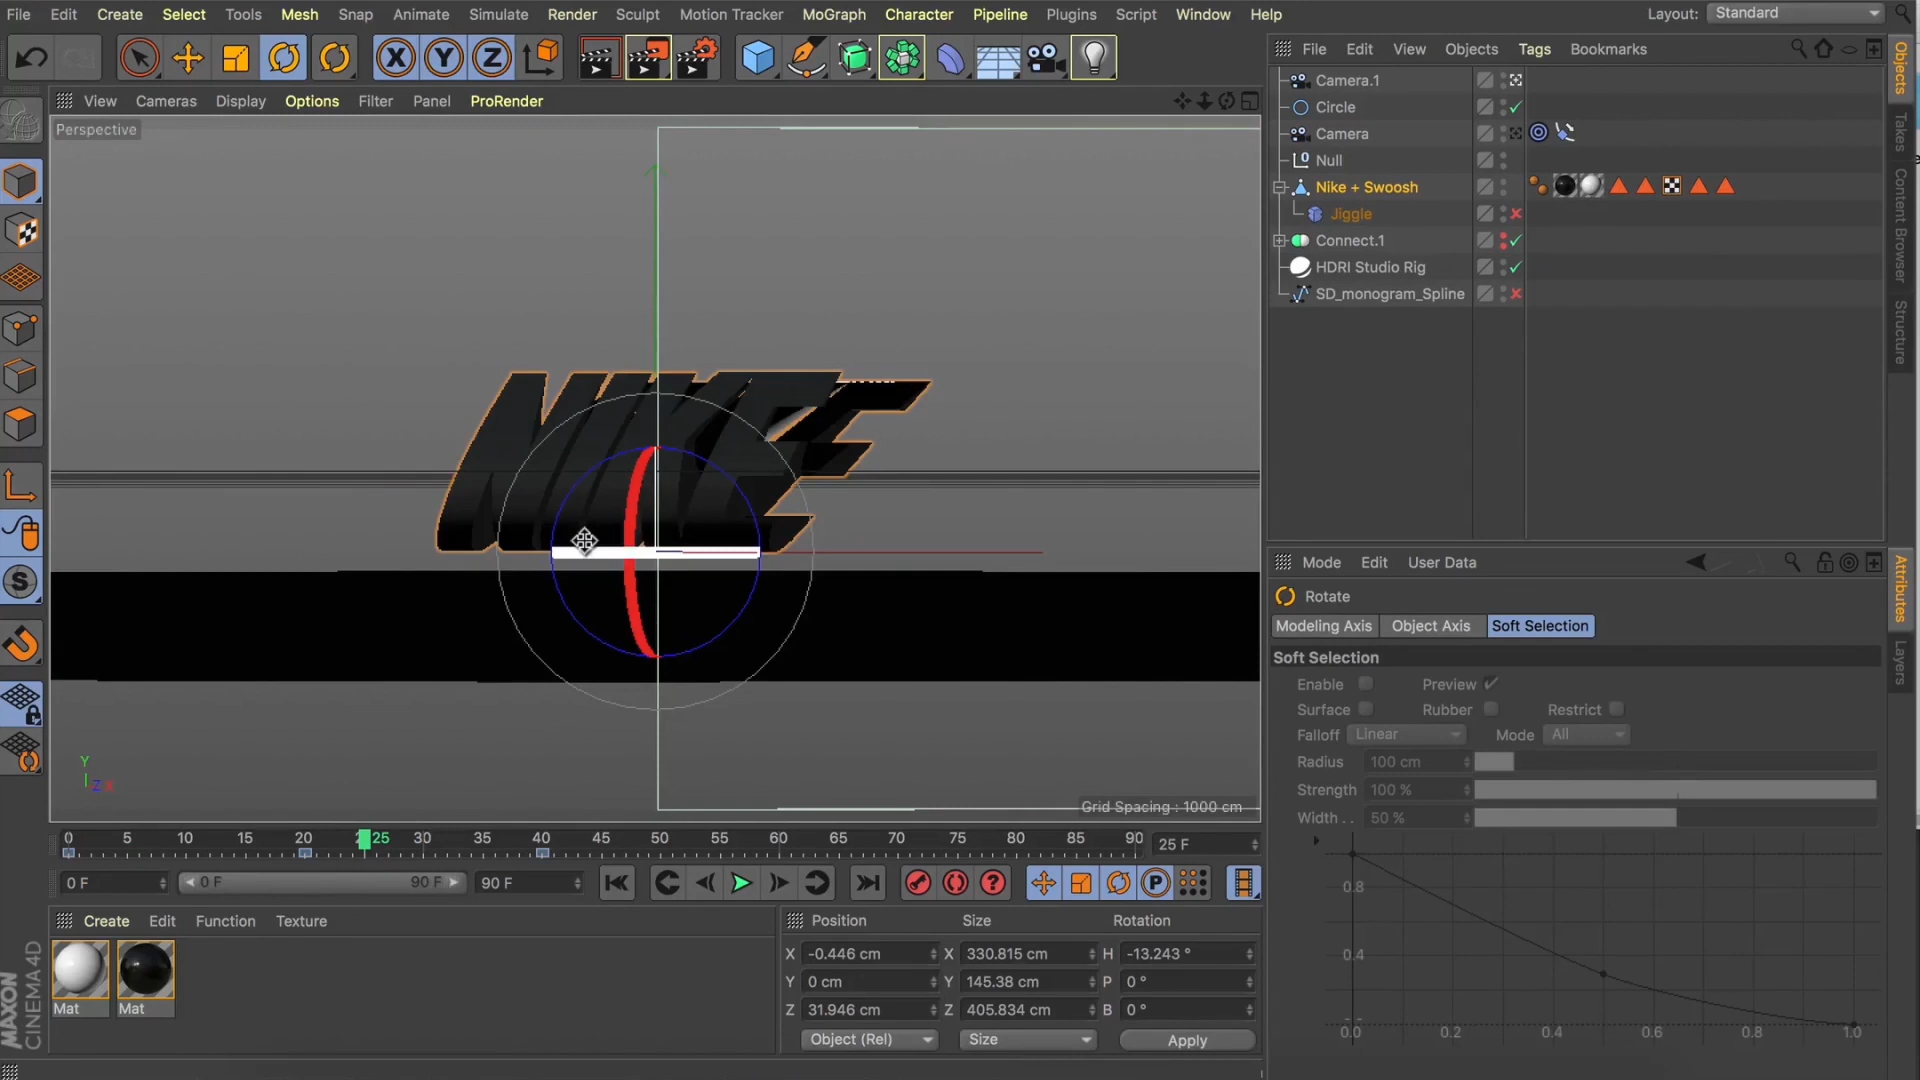 File Edit Create Select Tools Mesh Snap Animate Simulate Render Sculpt Motion Tracker MoGraph Character Pipeline Plugins Script Window Help
Layout: Standard
X Y Z
File Edit View Objects Tags Bookmarks
Objects
Takes
Content Browser
Structure
View Cameras Display Options Filter Panel ProRender
Perspective
Camera.1
Circle
Camera
Null
Nike + Swoosh
Jiggle
Connect.1
HDRI Studio Rig
SD_monogram_Spline
NIKE
Y
Z X
Grid Spacing : 1000 cm
Mode Edit User Data
Attributes
Layers
Rotate
Modeling Axis Object Axis Soft Selection
Soft Selection
Enable Preview
Surface Rubber Restrict
Falloff Linear Mode All
Radius 100 cm
Strength 100 %
Width . . 50 %
0.8
0.4
0.0 0.2 0.4 0.6 0.8 1.0
0 5 10 15 20 25 30 35 40 45 50 55 60 65 70 75 80 85 90 25 F
0 F 0 F 90 F 90 F
P
Create Edit Function Texture
Mat Mat
MAXON
CINEMA 4D
Position Size Rotation
X -0.446 cm X 330.815 cm H -13.243 °
Y 0 cm Y 145.38 cm P 0 °
Z 31.946 cm Z 405.834 cm B 0 °
Object (Rel) Size Apply